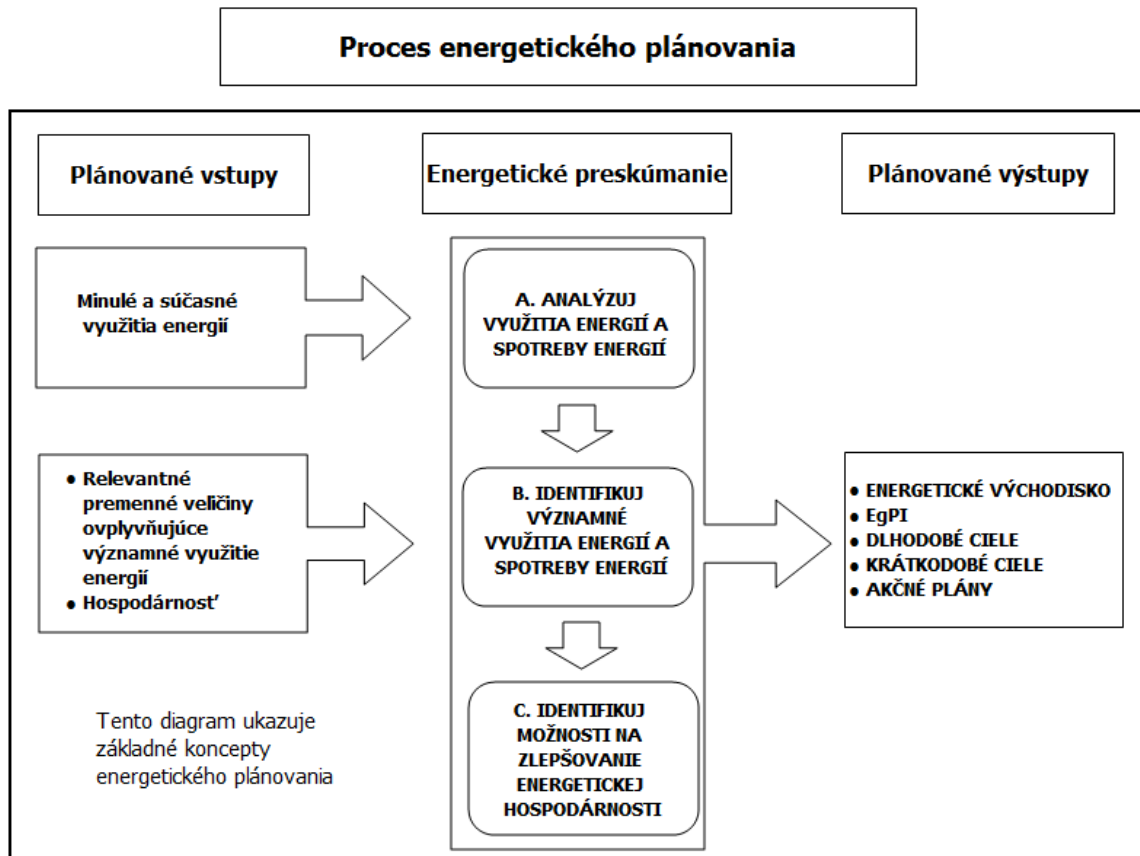 Proces energetického plánovania
Plánované vstupy
Energetické preskúmanie
Plánované výstupy
Minulé a súčasné
využitia energií
A. ANALÝZUJ
VYUŽITIA ENERGIÍ A
SPOTREBY ENERGIÍ
● Relevantné
premenné veličiny
ovplyvňujúce
významné využitie
energií
● Hospodárnosť
B. IDENTIFIKUJ
VÝZNAMNÉ
VYUŽITIA ENERGIÍ A
SPOTREBY ENERGIÍ
● ENERGETICKÉ VÝCHODISKO
● EgPI
● DLHODOBÉ CIELE
● KRÁTKODOBÉ CIELE
● AKČNÉ PLÁNY
C. IDENTIFIKUJ
MOŽNOSTI NA
ZLEPŠOVANIE
ENERGETICKEJ
HOSPODÁRNOSTI
Tento diagram ukazuje
základné koncepty
energetického plánovania